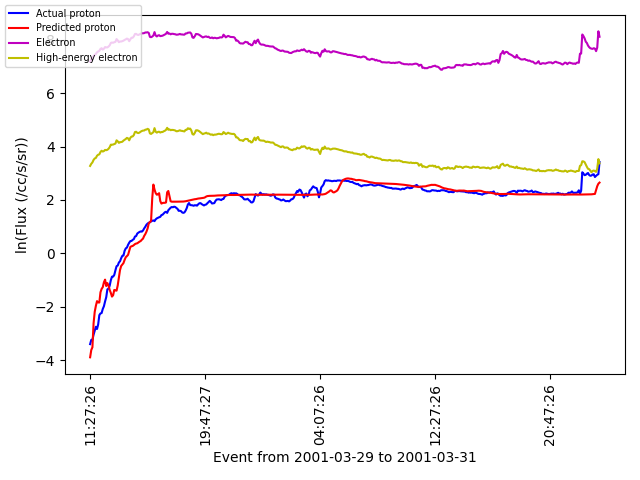 Actual proton
Predicted proton
Electron
High-energy electron
6
4
2
0
−2
−4
ln(Flux (/cc/s/sr))
11:27:26
19:47:27
04:07:26
12:27:26
20:47:26
Event from 2001-03-29 to 2001-03-31